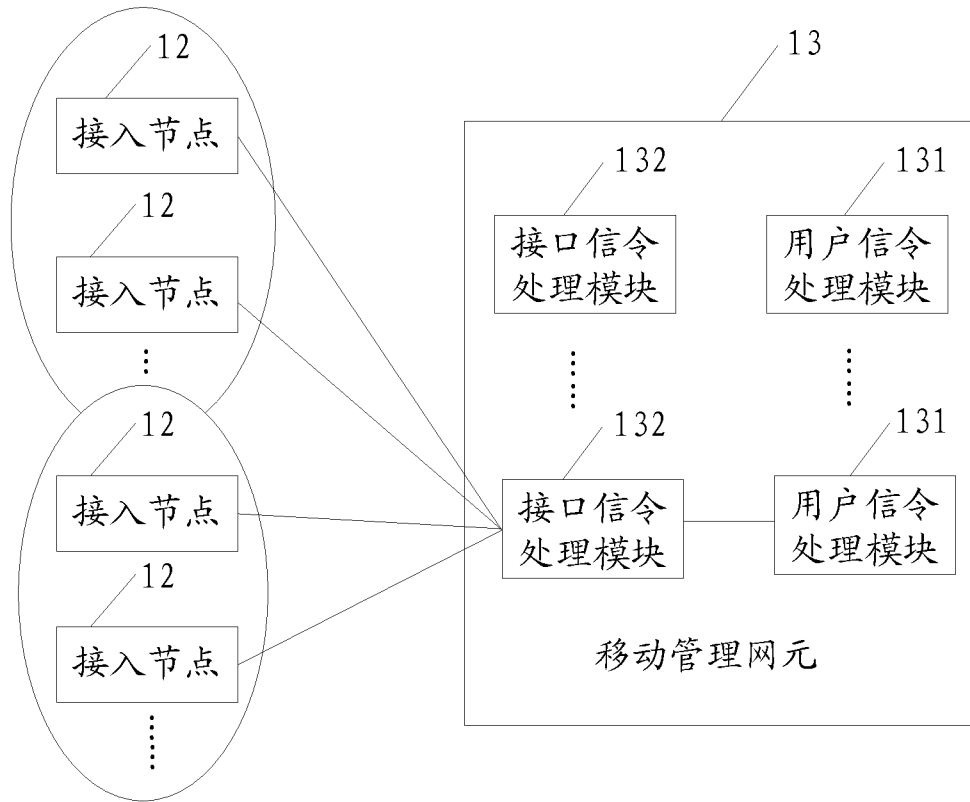 12
接入节点
12
接入节点
12
接入节点
12
接入节点
13
132
接口信令
处理模块
131
用户信令
处理模块
132
接口信令
处理模块
131
用户信令
处理模块
移动管理网元